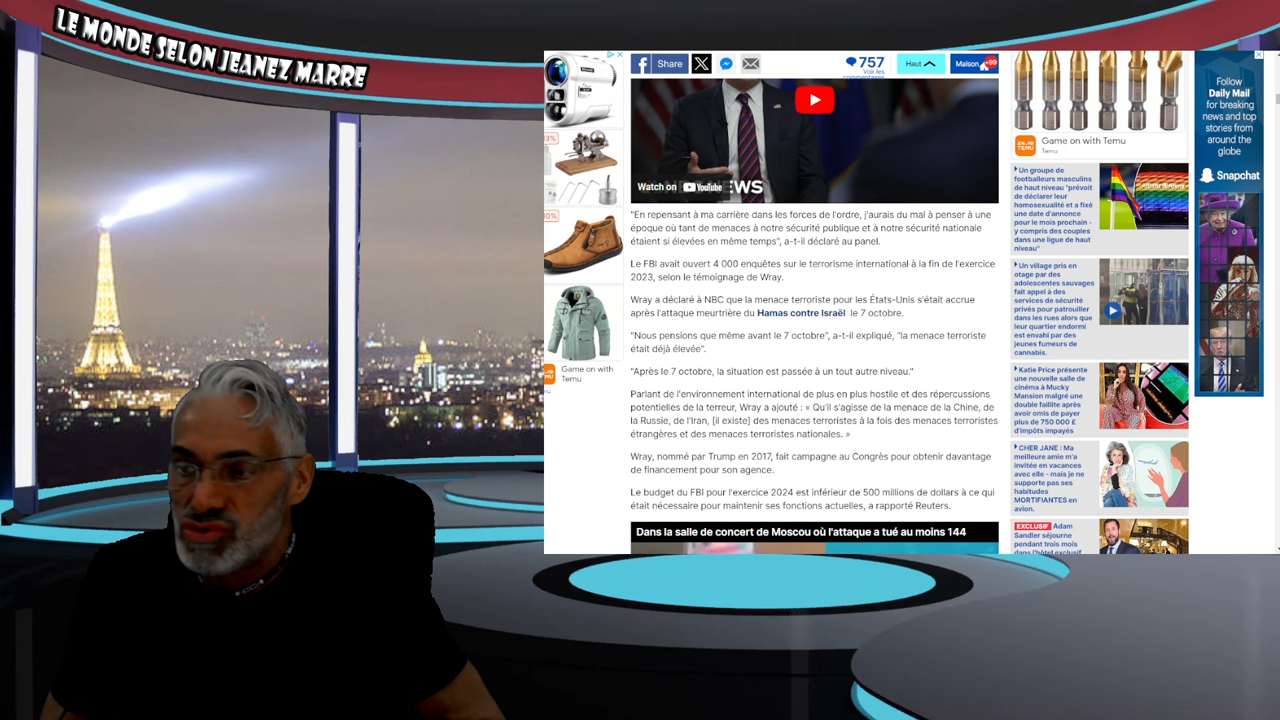 LE MONDE SELON JEANEZ MARRE
Share
757
Voir les
commentaires
Haut
Maison
+99
Follow
Daily Mail
for breaking
news and top
stories from
around the
globe
Snapchat
Game on with Temu
Temu
Watch on YouTube
EWS
"En repensant à ma carrière dans les forces de l'ordre, j'aurais du mal à penser à une
époque où tant de menaces à notre sécurité publique et à notre sécurité nationale
étaient si élevées en même temps", a-t-il déclaré au panel.
Le FBI avait ouvert 4 000 enquêtes sur le terrorisme international à la fin de l'exercice
2023, selon le témoignage de Wray.
Wray a déclaré à NBC que la menace terroriste pour les États-Unis s'était accrue
après l'attaque meurtrière du Hamas contre Israël le 7 octobre.
"Nous pensions que même avant le 7 octobre", a-t-il expliqué, "la menace terroriste
était déjà élevée".
"Après le 7 octobre, la situation est passée à un tout autre niveau."
Parlant de l'environnement international de plus en plus hostile et des répercussions
potentielles de la terreur, Wray a ajouté : « Qu'il s'agisse de la menace de la Chine, de
la Russie, de l'Iran, [il existe] des menaces terroristes à la fois des menaces terroristes
étrangères et des menaces terroristes nationales. »
Wray, nommé par Trump en 2017, fait campagne au Congrès pour obtenir davantage
de financement pour son agence.
Le budget du FBI pour l'exercice 2024 est inférieur de 500 millions de dollars à ce qui
était nécessaire pour maintenir ses fonctions actuelles, a rapporté Reuters.
Dans la salle de concert de Moscou où l'attaque a tué au moins 144
Game on with
Temu
Un groupe de
footballeurs masculins
de haut niveau "prévoit
de déclarer leur
homosexualité et a fixé
une date d'annonce
pour le mois prochain -
y compris des couples
dans une ligue de haut
niveau"
Un village pris en
otage par des
adolescentes sauvages
fait appel à des
services de sécurité
privés pour patrouiller
dans les rues alors que
leur quartier endormi
est envahi par des
jeunes fumeurs de
cannabis.
Katie Price présente
une nouvelle salle de
cinéma à Mucky
Mansion malgré une
double faillite après
avoir omis de payer
plus de 750 000 £
d'impôts impayés
CHER JANE : Ma
meilleure amie m'a
invitée en vacances
avec elle - mais je ne
supporte pas ses
habitudes
MORTIFIANTES en
avion.
EXCLUSIF Adam
Sandler séjourne
pendant trois mois
dans l'hôtel exclusif